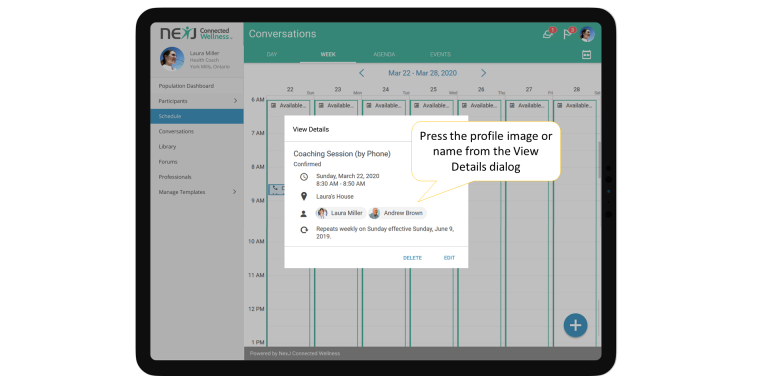 NEXJ Connected Wellness
Conversations
Laura Miller
Health Coach
York Mills, Ontario
DAY WEEK AGENDA EVENTS
Mar 22 - Mar 28, 2020
Population Dashboard
Participants
Schedule
Conversations
Library
Forums
Professionals
Manage Templates
22 Sun 23 Mon 24 Tue 25 Wed 26 Thu 27 Fri 28 Sat
6 AM
Available... Available... Available... Available... Available... Available... Available...
7 AM
8 AM
9 AM
10 AM
11 AM
12 PM
1 PM
View Details
Coaching Session (by Phone)
Confirmed
Sunday, March 22, 2020
8:30 AM - 8:50 AM
Laura's House
Laura Miller Andrew Brown
Repeats weekly on Sunday effective Sunday, June 9,
2019.
DELETE EDIT
Press the profile image or
name from the View
Details dialog
Powered by NexJ Connected Wellness